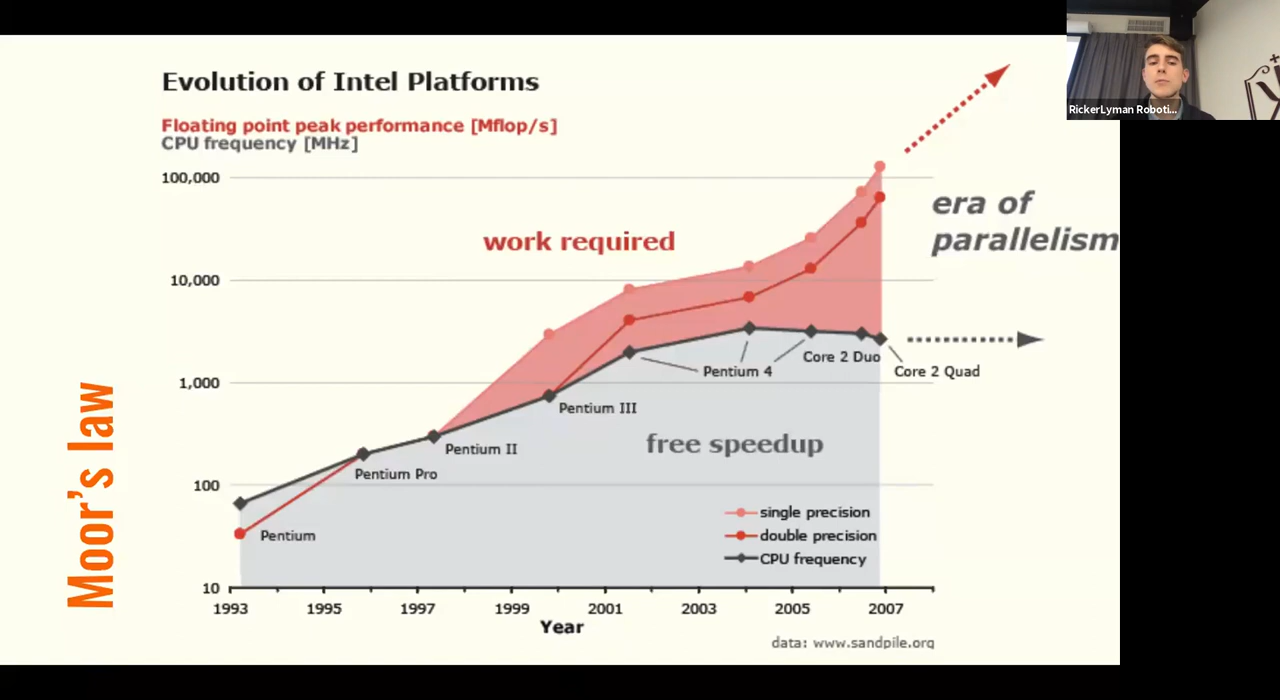 Evolution of Intel Platforms
Floating point peak performance [Mflop/s]
CPU frequency [MHz]
RickerLyman Roboti...
100,000
10,000
1,000
100
10
work required
era of
parallelism
free speedup
Pentium
Pentium Pro
Pentium II
Pentium III
Pentium 4
Core 2 Duo
Core 2 Quad
single precision
double precision
CPU frequency
1993
1995
1997
1999
2001
2003
2005
2007
Year
data: www.sandpile.org
Moor's law